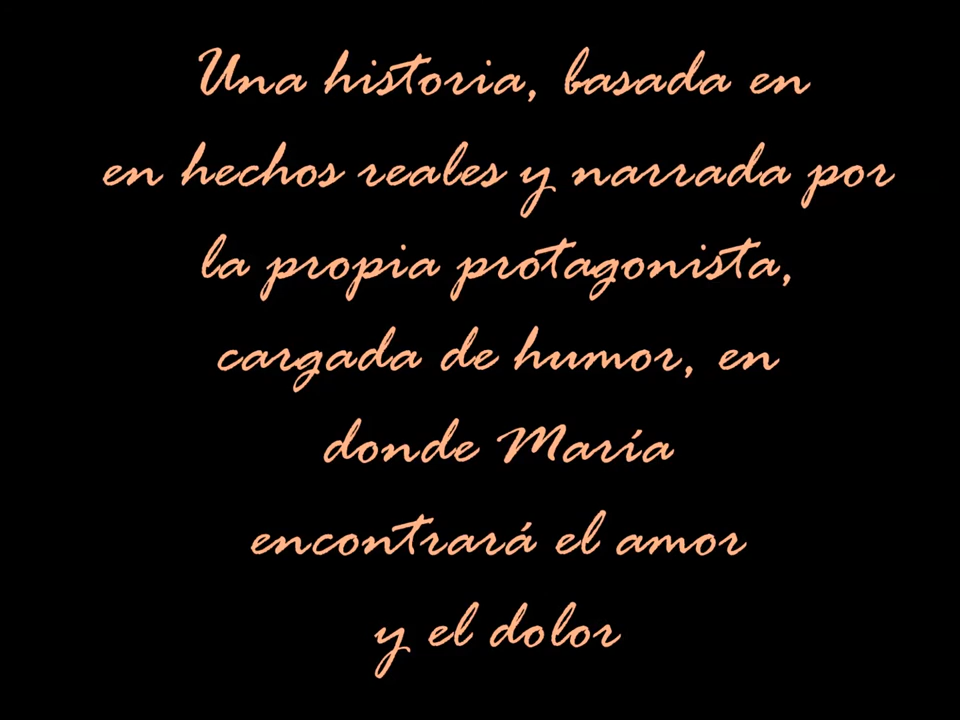 Una historia, basada en
en hechos reales y narrada por
la propia protagonista,
cargada de humor, en
donde María
encontrará el amor
y el dolor